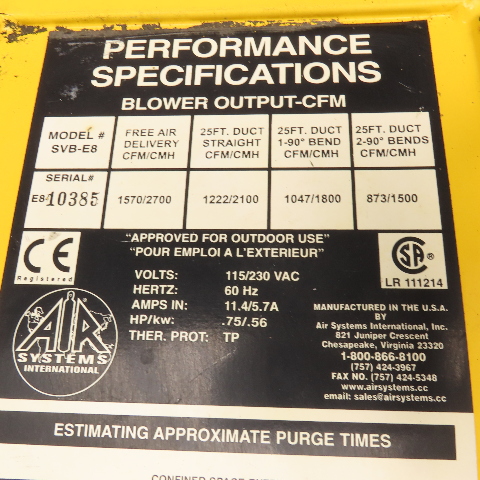 PERFORMANCE
SPECIFICATIONS
BLOWER OUTPUT-CFM
MODEL #
SVB-E8
FREE AIR
DELIVERY
CFM/CMH
25FT. DUCT
STRAIGHT
CFM/CMH
25FT. DUCT
1-90° BEND
CFM/CMH
25FT. DUCT
2-90° BENDS
CFM/CMH
SERIAL#
E8-10385
1570/2700
1222/2100
1047/1800
873/1500
CE
Registered
"APPROVED FOR OUTDOOR USE"
"POUR EMPLOI A L'EXTERIEUR"
SA
LR 111214
VOLTS: 115/230 VAC
HERTZ: 60 Hz
AMPS IN: 11.4/5.7A
HP/kw: .75/.56
THER. PROT: TP
AIR
SYSTEMS
INTERNATIONAL
MANUFACTURED IN THE U.S.A.
BY
Air Systems International, Inc.
821 Juniper Crescent
Chesapeake, Virginia 23320
1-800-866-8100
(757) 424-3967
FAX NO. (757) 424-5348
www.airsystems.cc
email: sales@airsystems.cc
ESTIMATING APPROXIMATE PURGE TIMES